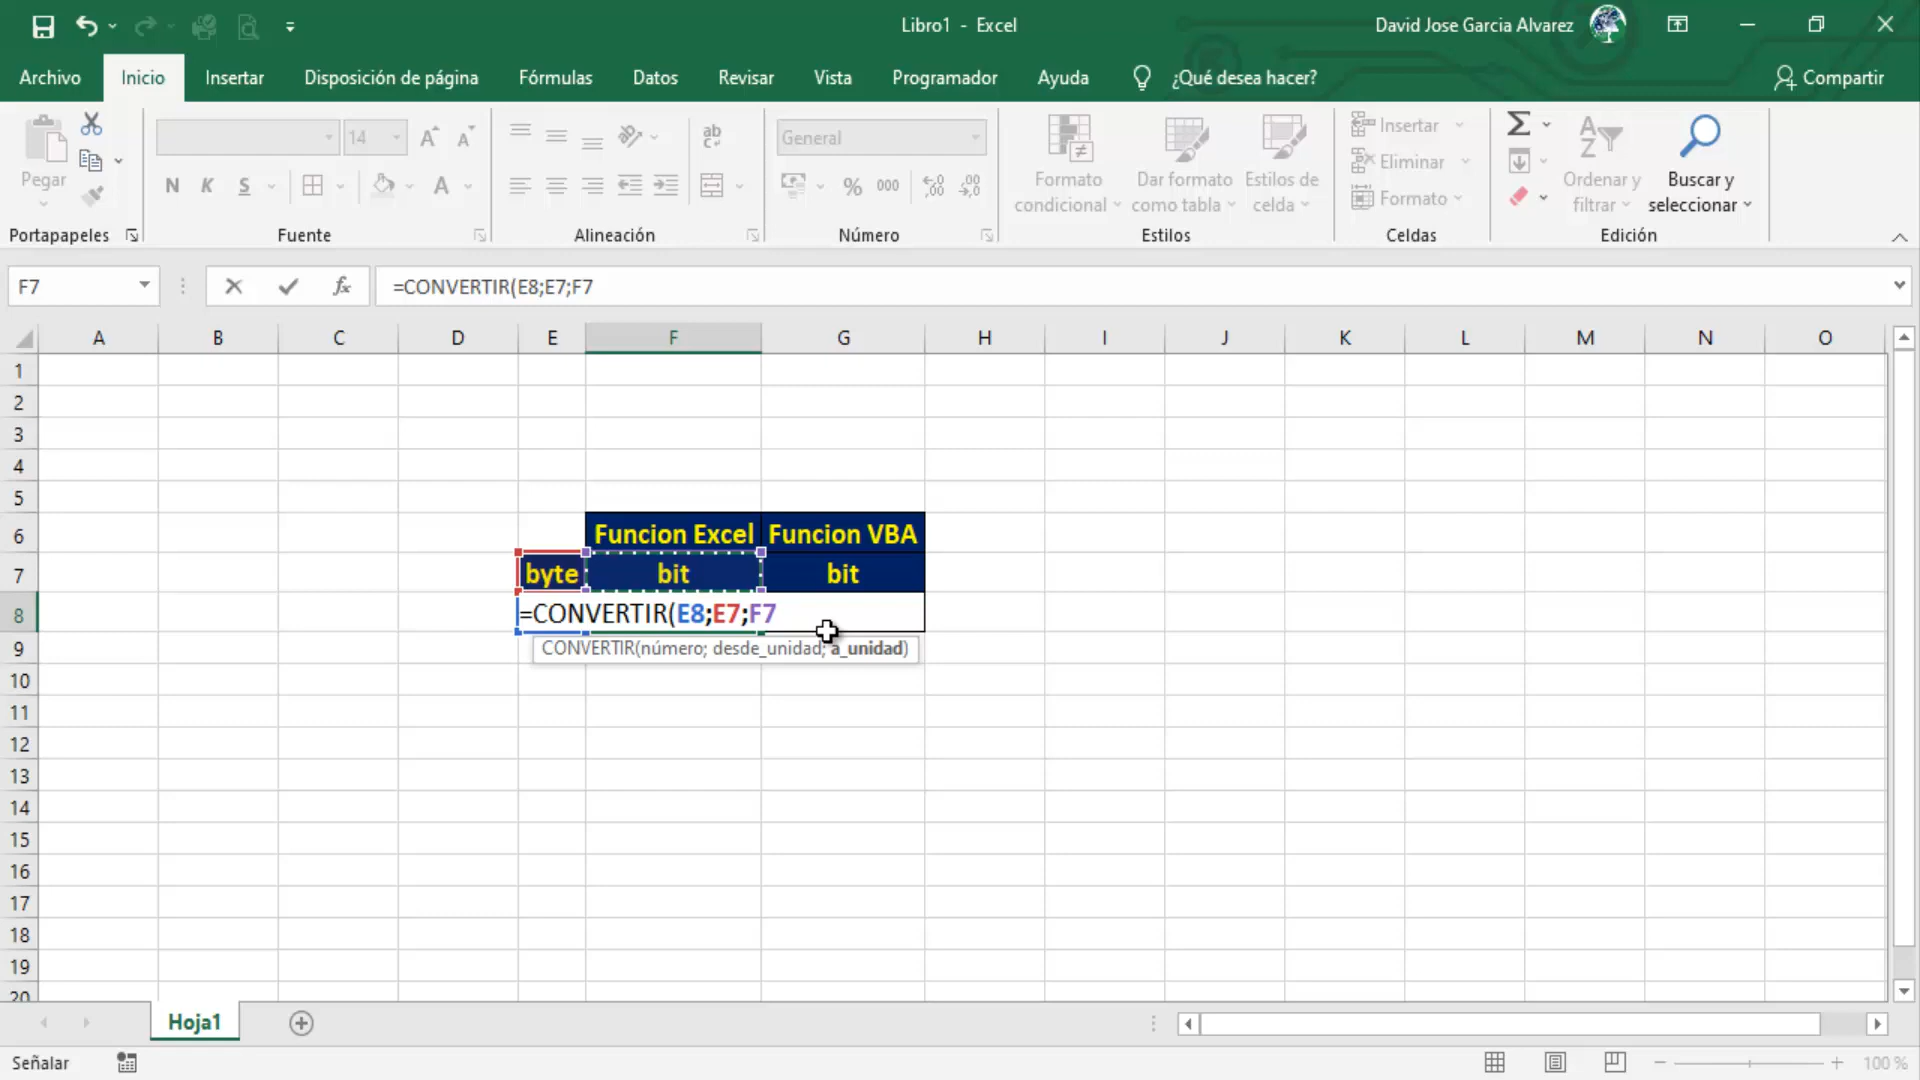 Libro1 - Excel
David Jose Garcia Alvarez
Archivo Inicio Insertar Disposición de página Fórmulas Datos Revisar Vista Programador Ayuda ¿Qué desea hacer? Compartir
Pegar
14
N K S
General
% 000
Formato condicional
Dar formato como tabla
Estilos de celda
Insertar
Eliminar
Formato
Ordenar y filtrar
Buscar y seleccionar
Portapapeles Fuente Alineación Número Estilos Celdas Edición
F7 fx =CONVERTIR(E8;E7;F7
A B C D E F G H I J K L M N O
1
2
3
4
5
6 Funcion Excel Funcion VBA
7 byte bit bit
8 =CONVERTIR(E8;E7;F7
9 CONVERTIR(número; desde_unidad; a_unidad)
10
11
12
13
14
15
16
17
18
19
20
Hoja1
Señalar 100 %